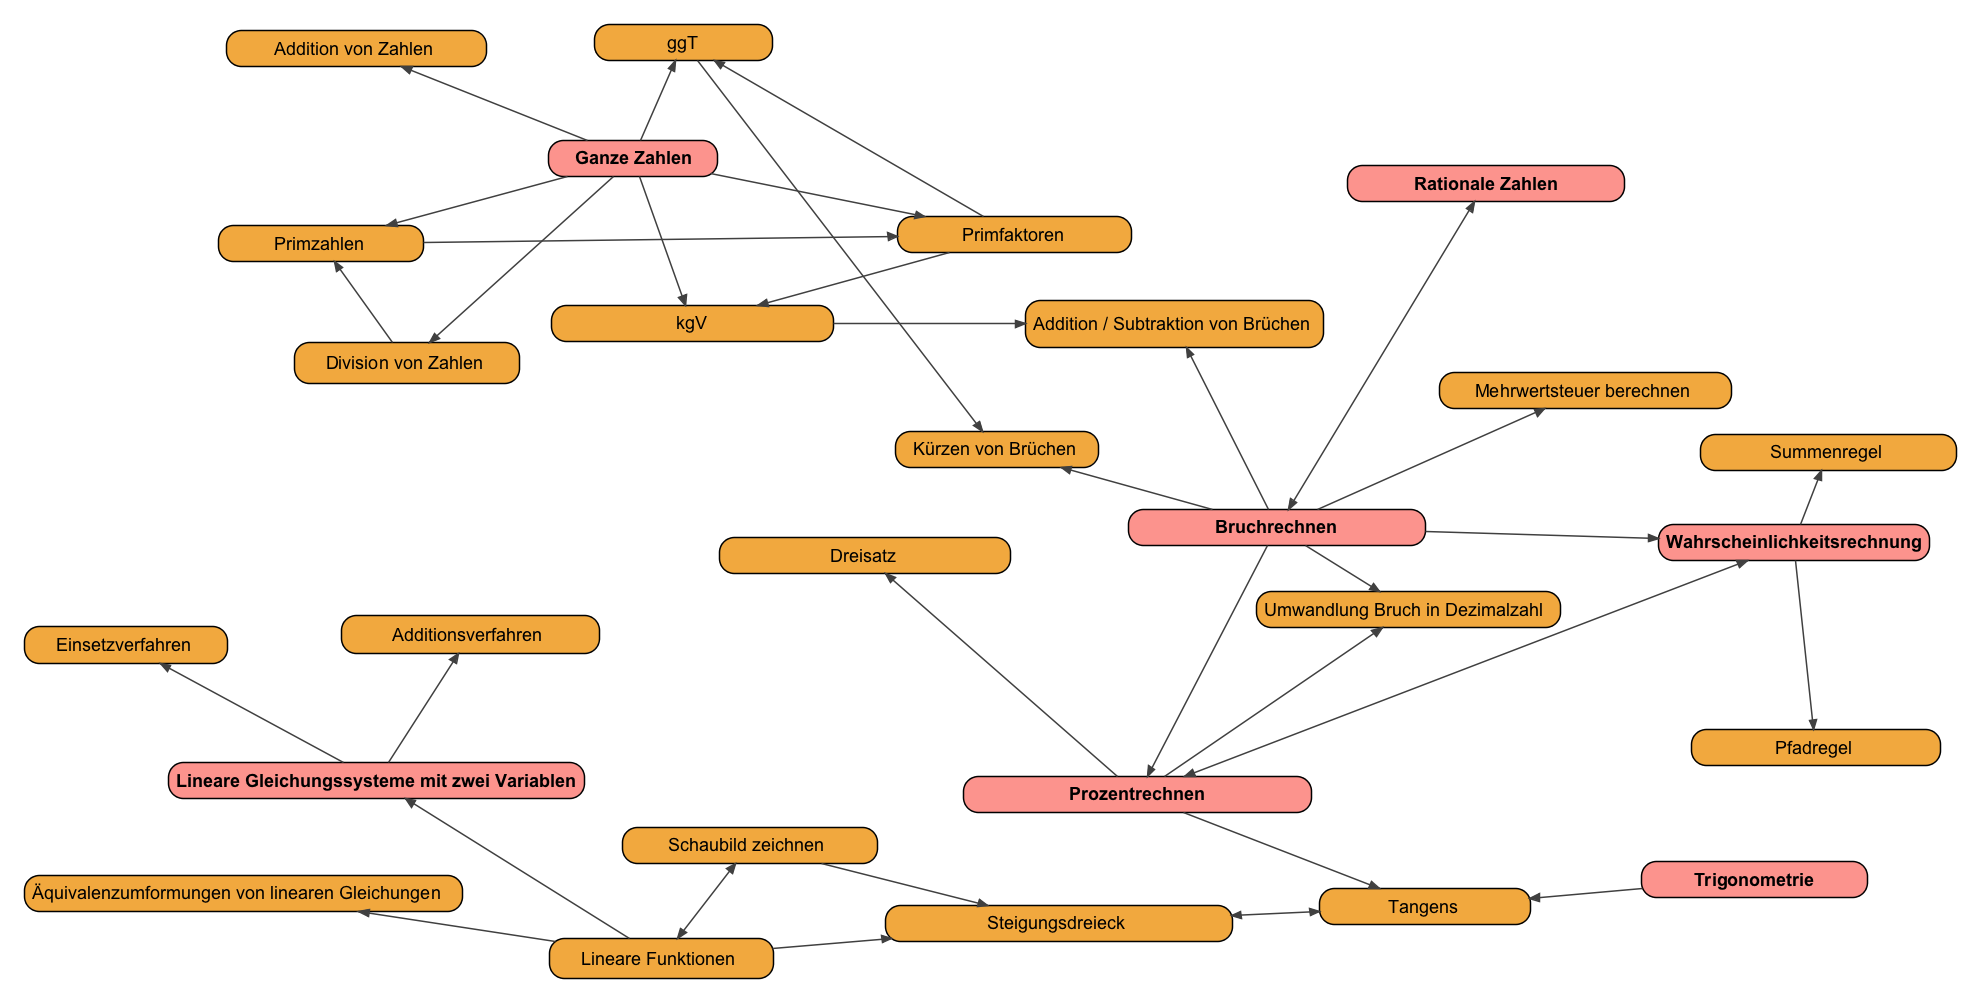 Addition von Zahlen
ggT
Ganze Zahlen
Rationale Zahlen
Primzahlen
Primfaktoren
kgV
Addition / Subtraktion von Brüchen
Division von Zahlen
Mehrwertsteuer berechnen
Kürzen von Brüchen
Summenregel
Bruchrechnen
Wahrscheinlichkeitsrechnung
Dreisatz
Umwandlung Bruch in Dezimalzahl
Einsetzverfahren
Additionsverfahren
Pfadregel
Lineare Gleichungssysteme mit zwei Variablen
Prozentrechnen
Schaubild zeichnen
Äquivalenzumformungen von linearen Gleichungen
Trigonometrie
Tangens
Steigungsdreieck
Lineare Funktionen